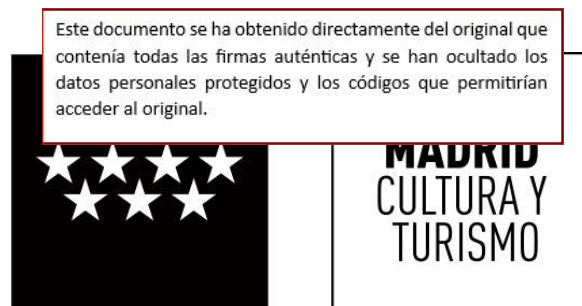 Este documento se ha obtenido directamente del original que
contenía todas las firmas auténticas y se han ocultado los
datos personales protegidos y los códigos que permitirían
acceder al original.
MADRID
CULTURA Y
TURISMO